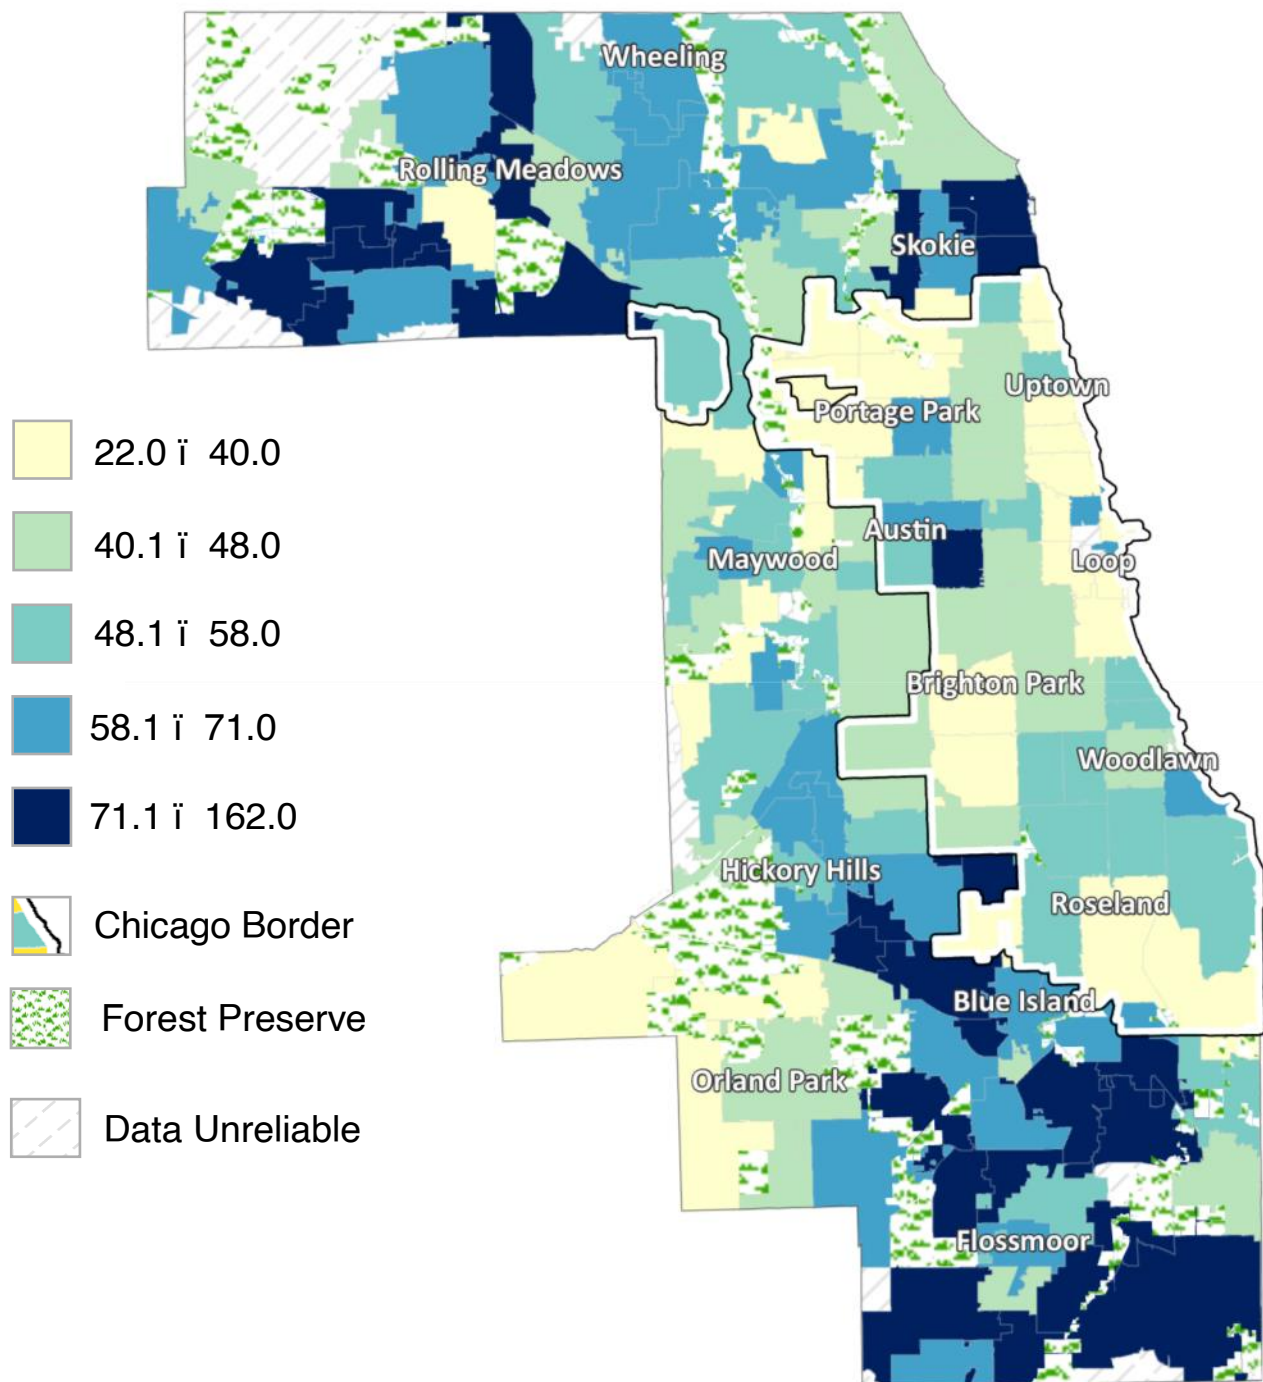 Wheeling
Rolling Meadows
Skokie
Uptown
Portage Park
22.0 ï 40.0
Austin
40.1 ï 48.0
Maywood
Loop
48.1 ï 58.0
Brighton Park
58.1 ï 71.0
Woodlawn
71.1 ï 162.0
Hickory Hills
Roseland
Chicago Border
Blue Island
Forest Preserve
Orland Park
Data Unreliable
Flossmoor